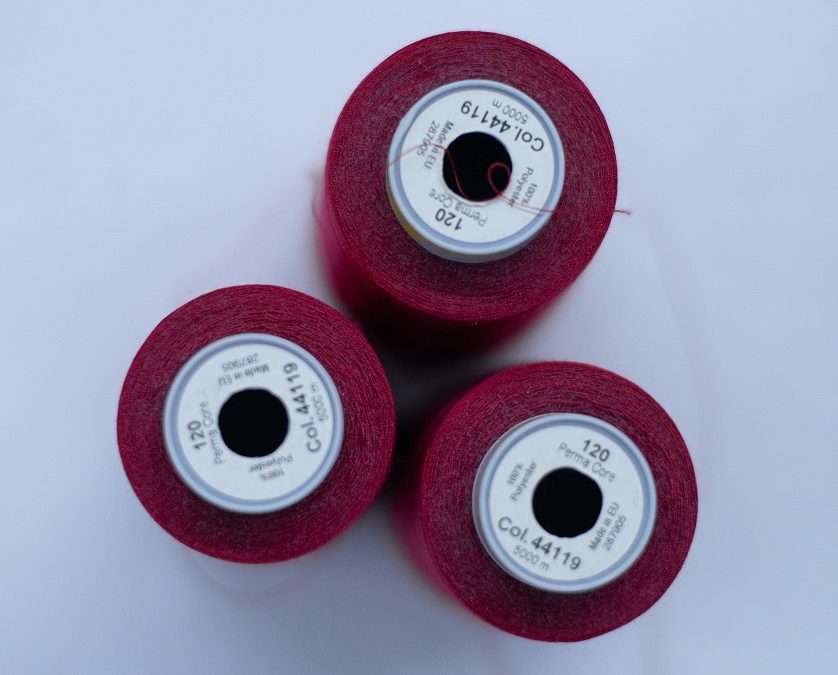 Col. 44119
5000 m
Made in EU
287905
100%
Polyester
120
Perma Core
287905
Made in EU
Col. 44119
5000 m
120
Perma Core
100%
Polyester
120
Perma Core
100%
Polyester
Made in EU
287905
Col. 44119
5000 m